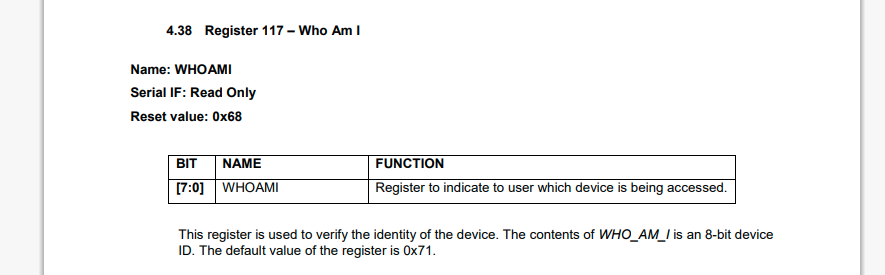 4.38 Register 117 – Who Am I
Name: WHOAMI
Serial IF: Read Only
Reset value: 0x68
BIT NAME FUNCTION
[7:0] WHOAMI Register to indicate to user which device is being accessed.
This register is used to verify the identity of the device. The contents of WHO_AM_I is an 8-bit device
ID. The default value of the register is 0x71.